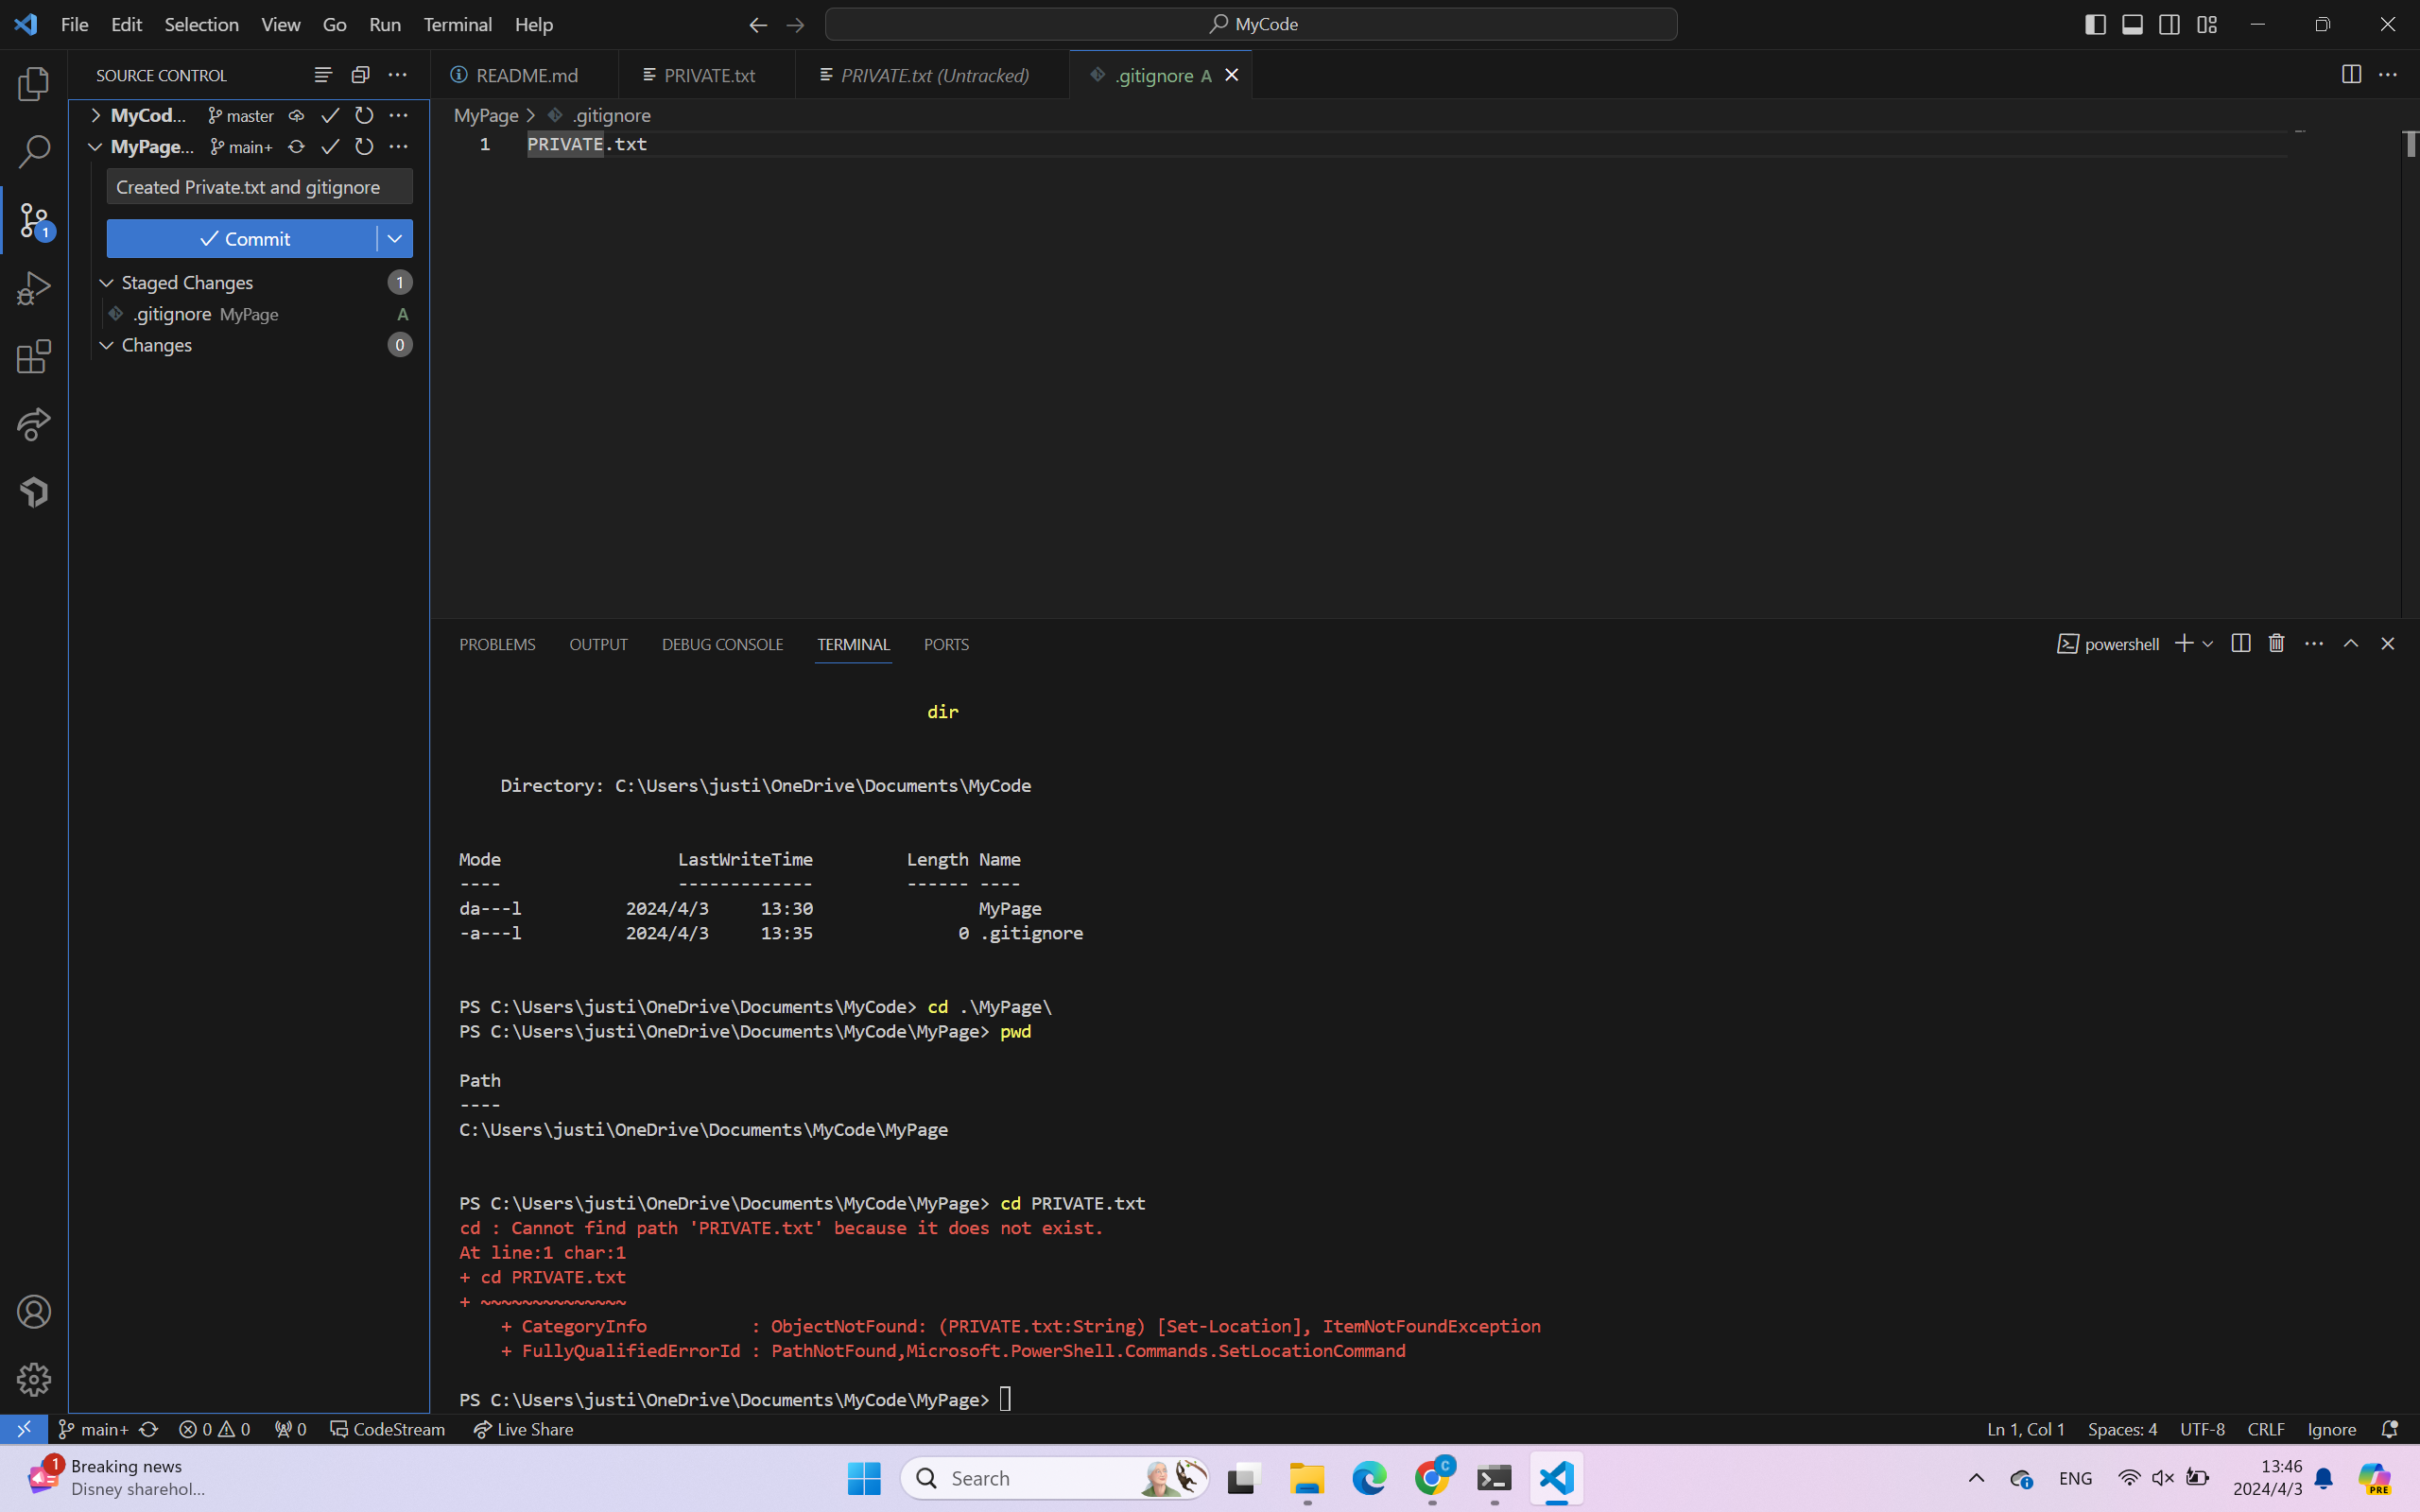 File Edit Selection View Go Run Terminal Help
MyCode
SOURCE CONTROL
README.md
PRIVATE.txt
PRIVATE.txt (Untracked)
.gitignore A
MyCod... master
MyPage... main+
Created Private.txt and gitignore
Commit
Staged Changes 1
.gitignore MyPage A
Changes 0
1
MyPage > .gitignore
1 PRIVATE.txt
PROBLEMS OUTPUT DEBUG CONSOLE TERMINAL PORTS
powershell
dir
Directory: C:\Users\justi\OneDrive\Documents\MyCode
Mode LastWriteTime Length Name
---- ------------- ------ ----
da---l 2024/4/3 13:30 MyPage
-a---l 2024/4/3 13:35 0 .gitignore
PS C:\Users\justi\OneDrive\Documents\MyCode> cd .\MyPage\
PS C:\Users\justi\OneDrive\Documents\MyCode\MyPage> pwd
Path
----
C:\Users\justi\OneDrive\Documents\MyCode\MyPage
PS C:\Users\justi\OneDrive\Documents\MyCode\MyPage> cd PRIVATE.txt
cd : Cannot find path 'PRIVATE.txt' because it does not exist.
At line:1 char:1
+ cd PRIVATE.txt
+ ~~~~~~~~~~~~~~
+ CategoryInfo : ObjectNotFound: (PRIVATE.txt:String) [Set-Location], ItemNotFoundException
+ FullyQualifiedErrorId : PathNotFound,Microsoft.PowerShell.Commands.SetLocationCommand
PS C:\Users\justi\OneDrive\Documents\MyCode\MyPage>
main+ 0 0 0 CodeStream Live Share
Ln 1, Col 1 Spaces: 4 UTF-8 CRLF Ignore
1
Breaking news
Disney sharehol...
Search
C
ENG
13:46
2024/4/3
PRE